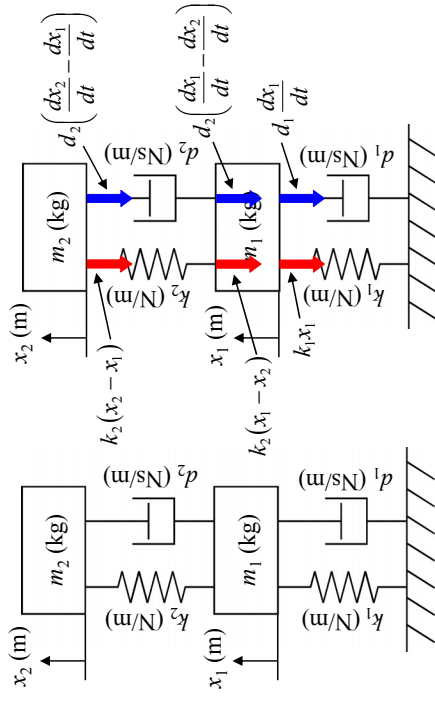 x₂ (m)
m₂ (kg)
k₂ (N/m)
d₂ (Ns/m)
x₁ (m)
m₁ (kg)
k₁ (N/m)
d₁ (Ns/m)
x₂ (m)
m₂ (kg)
k₂(x₂ − x₁)
d₂(dx₂/dt − dx₁/dt)
k₂ (N/m)
d₂ (Ns/m)
x₁ (m)
m₁ (kg)
k₂(x₁ − x₂)
d₂(dx₁/dt − dx₂/dt)
k₁x₁
d₁ dx₁/dt
k₁ (N/m)
d₁ (Ns/m)